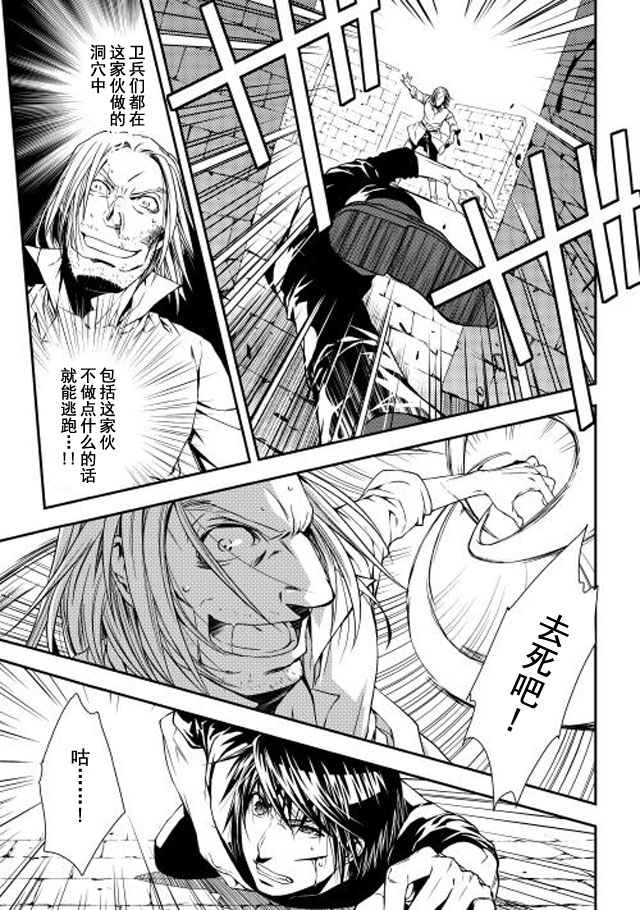 卫兵们都在
这家伙做的
洞穴中
包括这家伙
不做点什么的话
就能逃跑…!!
去死吧！
咕……！